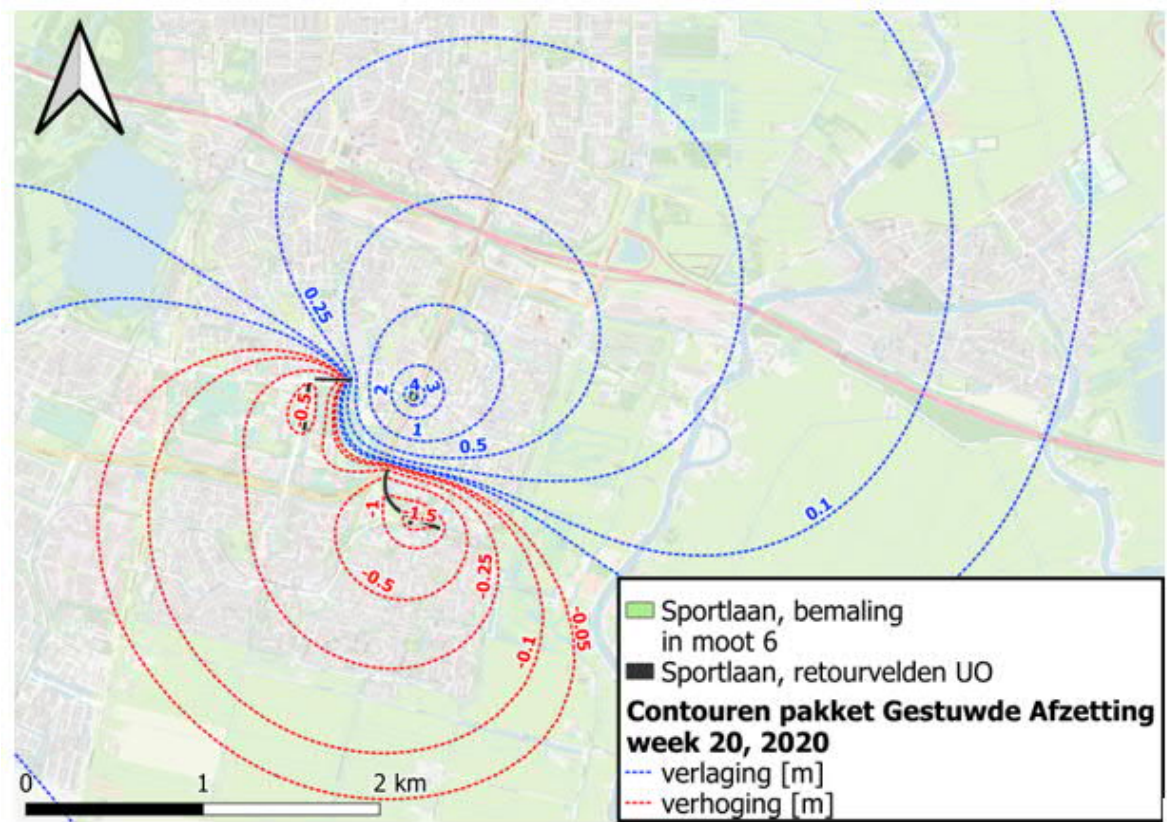 0.25
2
4
3
1
0.5
0.1
-0.5
-1
-1.5
-0.5
-0.25
-0.1
-0.05
0 1 2 km
Sportlaan, bemaling
in moot 6
Sportlaan, retourvelden UO
Contouren pakket Gestuwde Afzetting
week 20, 2020
verlaging [m]
verhoging [m]